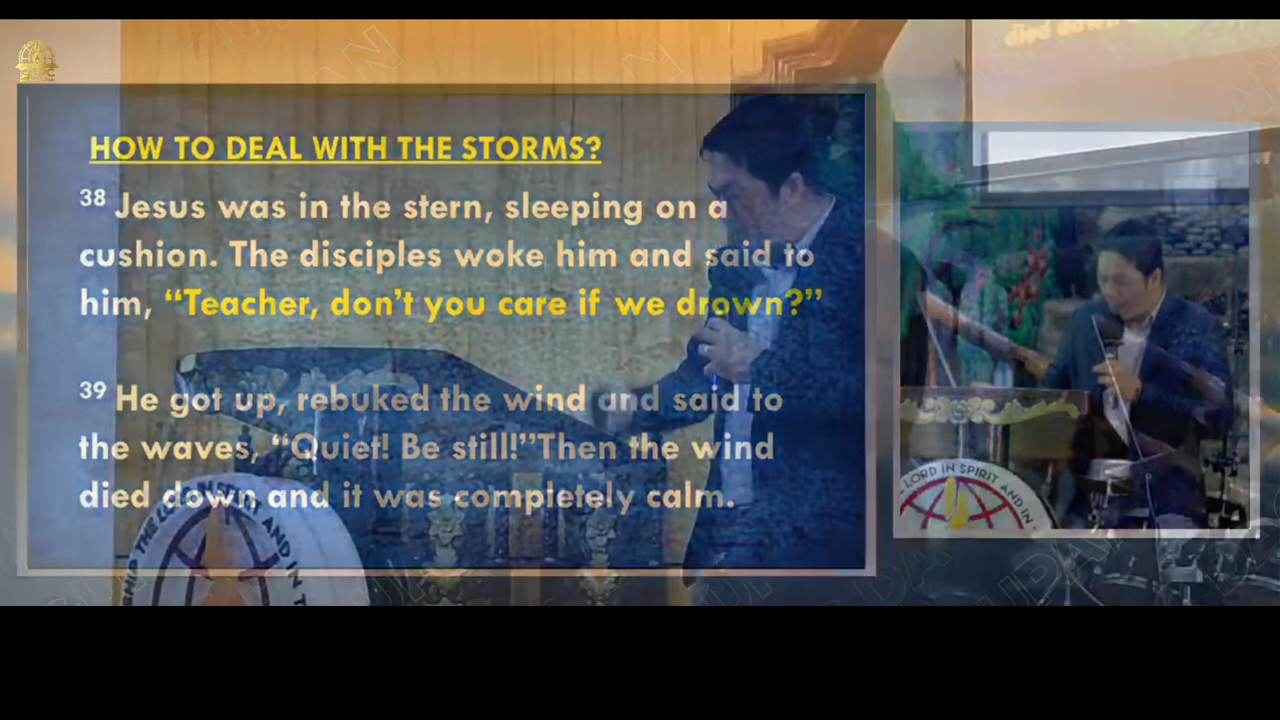 HOW TO DEAL WITH THE STORMS?
38 Jesus was in the stern, sleeping on a
cushion. The disciples woke him and said to
him, “Teacher, don’t you care if we drown?”
39 He got up, rebuked the wind and said to
the waves, “Quiet! Be still!”Then the wind
died down and it was completely calm.
LORD IN SPIRIT AND IN